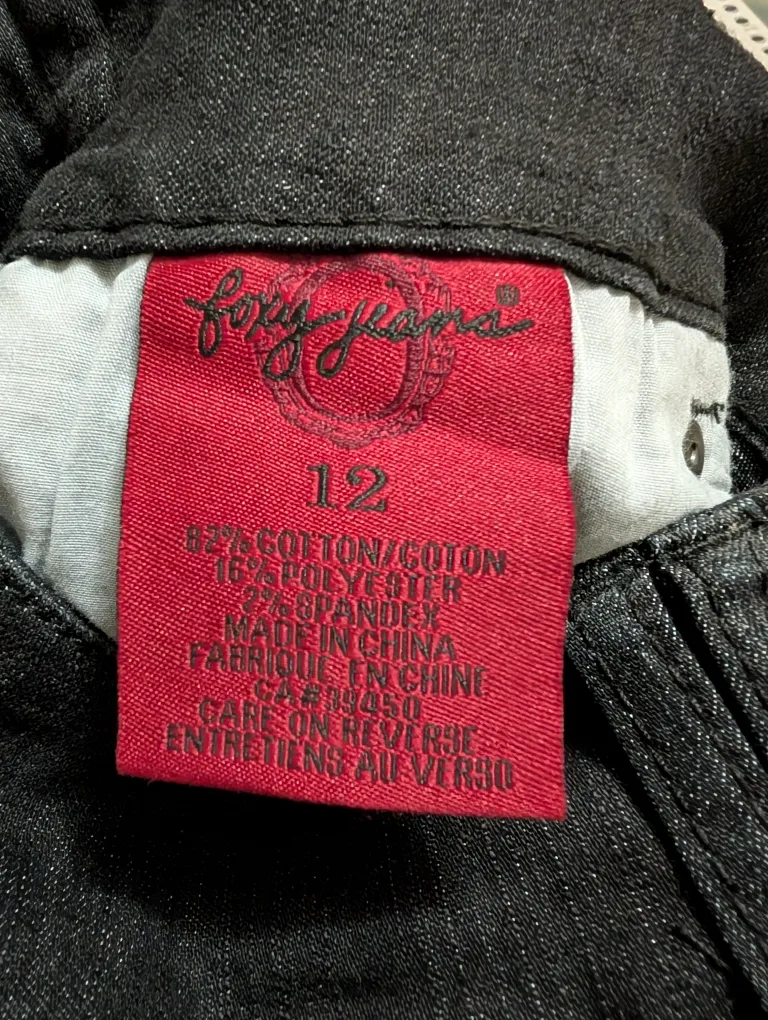 foxy jeans®
12
82% COTTON/COTON
16% POLYESTER
2% SPANDEX
MADE IN CHINA
FABRIQUE EN CHINE
CA#39450
CARE ON REVERSE
ENTRETIENS AU VERSO